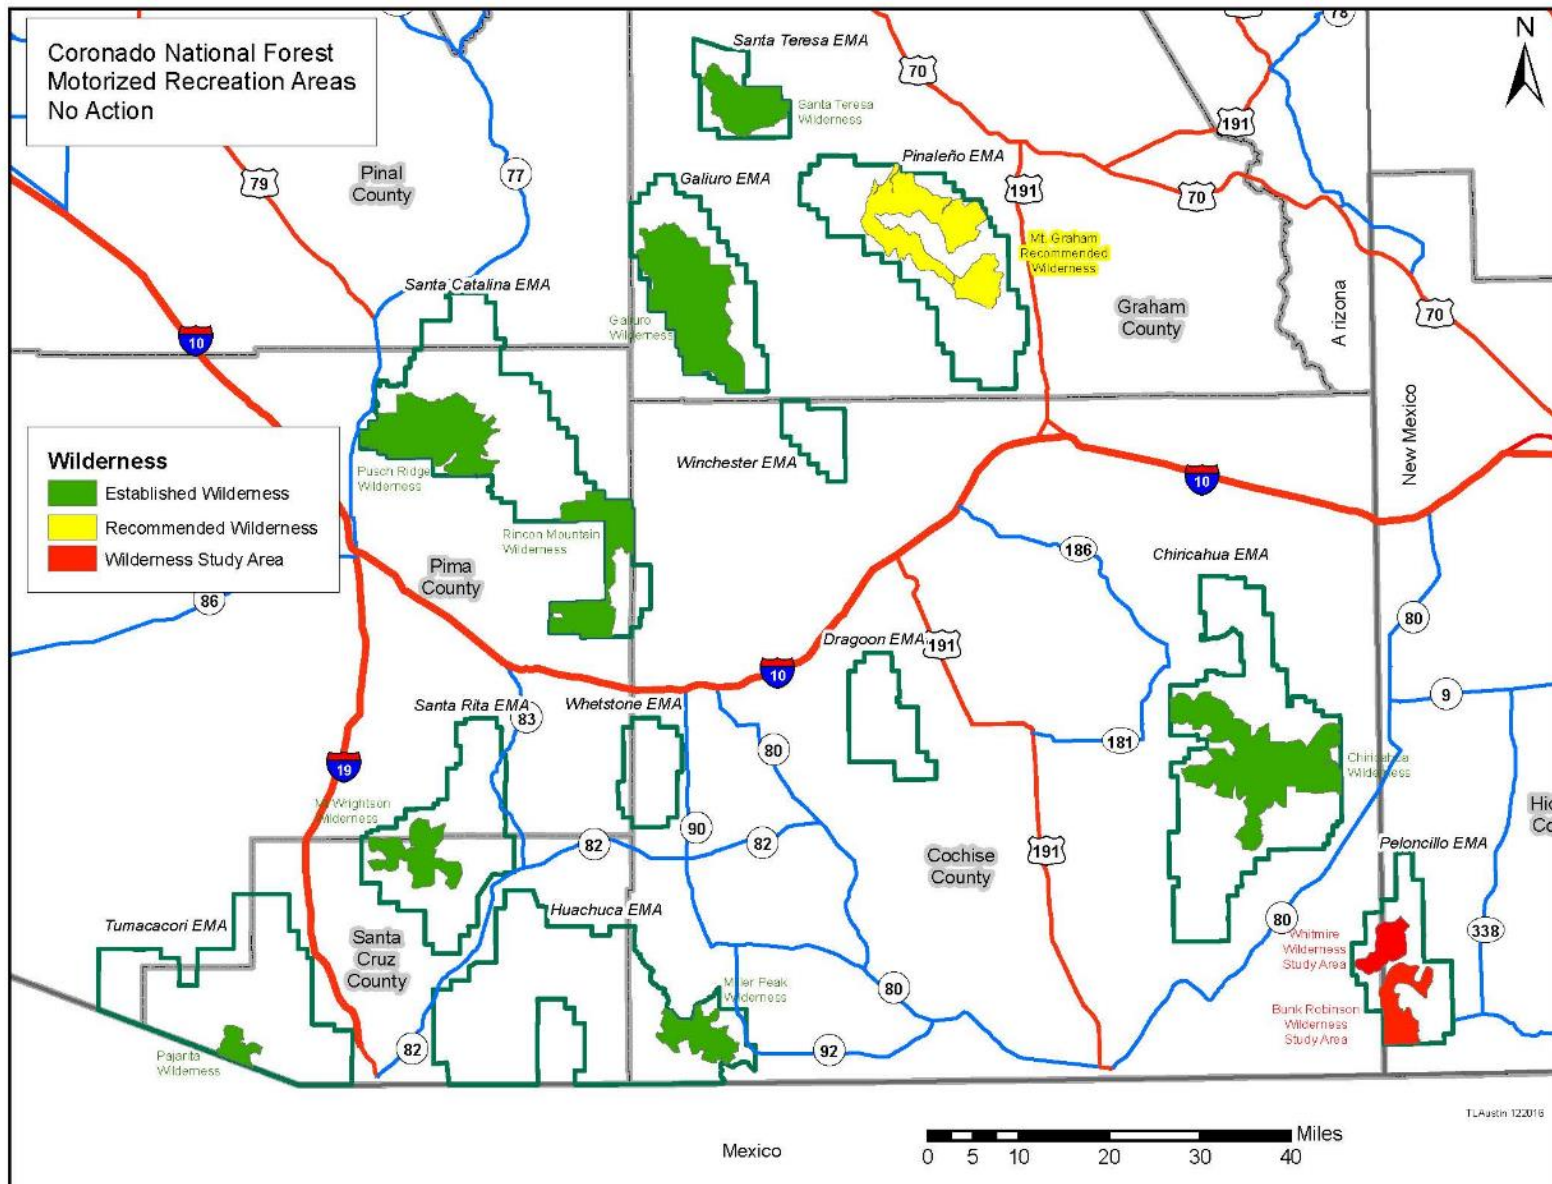 Coronado National Forest
Motorized Recreation Areas
No Action
N
Santa Teresa EMA
Santa Teresa
Wilderness
70
78
191
77
79
Pinal
County
Pinaleño EMA
Galiuro EMA
191
70
Mt. Graham
Recommended
Wilderness
Santa Catalina EMA
Graham
County
Arizona
70
Galiuro
Wilderness
10
New Mexico
Wilderness
Established Wilderness
Recommended Wilderness
Wilderness Study Area
Pusch Ridge
Wilderness
Winchester EMA
10
Rincon Mountain
Wilderness
Pima
County
186
Chiricahua EMA
86
80
Dragoon EMA
191
10
9
Santa Rita EMA
83
Whetstone EMA
80
181
19
Chiricahua
Wilderness
Mt Wrightson
Wilderness
90
82
82
Cochise
County
191
Peloncillo EMA
Huachuca EMA
Tumacacori EMA
80
338
Santa
Cruz
County
Whitmire
Wilderness
Study Area
Miller Peak
Wilderness
80
Bunk Robinson
Wilderness
Study Area
Pajarita
Wilderness
82
92
TLAustin 122016
Mexico
Miles
0 5 10 20 30 40